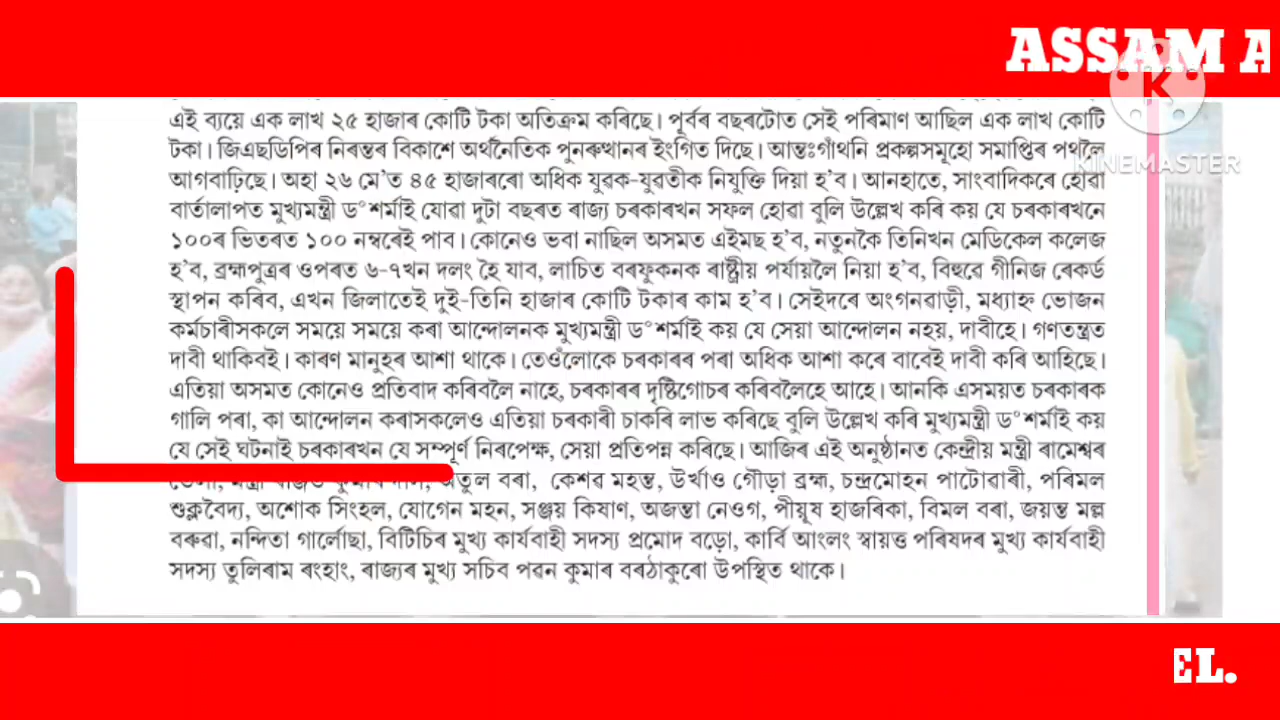 ASSAM A
KINEMASTER
এই ব্যয়ে এক লাখ ২৫ হাজাৰ কোটি টকা অতিক্ৰম কৰিছে। পূৰ্বৰ বছৰটোত সেই পৰিমাণ আছিল এক লাখ কোটি
টকা। জিএছডিপিৰ নিৰন্তৰ বিকাশে অৰ্থনৈতিক পুনৰুত্থানৰ ইংগিত দিছে। আন্তঃগাঁথনি প্ৰকল্পসমূহো সমাপ্তিৰ পথলৈ
আগবাঢ়িছে। অহা ২৬ মে'ত ৪৫ হাজাৰৰো অধিক যুৱক-যুৱতীক নিযুক্তি দিয়া হ'ব। আনহাতে, সাংবাদিকৰে হোৱা
বাৰ্তালাপত মুখ্যমন্ত্ৰী ড° শৰ্মাই যোৱা দুটা বছৰত ৰাজ্য চৰকাৰখন সফল হোৱা বুলি উল্লেখ কৰি কয় যে চৰকাৰখনে
১০০ৰ ভিতৰত ১০০ নম্বৰেই পাব। কোনেও ভবা নাছিল অসমত এইমছ হ'ব, নতুনকৈ তিনিখন মেডিকেল কলেজ
হ'ব, ব্ৰহ্মপুত্ৰৰ ওপৰত ৬-৭খন দলং হৈ যাব, লাচিত বৰফুকনক ৰাষ্ট্ৰীয় পৰ্যায়লৈ নিয়া হ'ব, বিহুৱে গীনিজ ৰেকৰ্ড
স্থাপন কৰিব, এখন জিলাতেই দুই-তিনি হাজাৰ কোটি টকাৰ কাম হ'ব। সেইদৰে অংগনৱাড়ী, মধ্যাহ্ন ভোজন
কৰ্মচাৰীসকলে সময়ে সময়ে কৰা আন্দোলনক মুখ্যমন্ত্ৰী ড° শৰ্মাই কয় যে সেয়া আন্দোলন নহয়, দাবীহে। গণতন্ত্ৰত
দাবী থাকিবই। কাৰণ মানুহৰ আশা থাকে। তেওঁলোকে চৰকাৰৰ পৰা অধিক আশা কৰে বাবেই দাবী কৰি আহিছে।
এতিয়া অসমত কোনেও প্ৰতিবাদ কৰিবলৈ নাহে, চৰকাৰৰ দৃষ্টিগোচৰ কৰিবলৈহে আহে। আনকি এসময়ত চৰকাৰক
গালি পৰা, কা আন্দোলন কৰাসকলেও এতিয়া চৰকাৰী চাকৰি লাভ কৰিছে বুলি উল্লেখ কৰি মুখ্যমন্ত্ৰী ড° শৰ্মাই কয়
যে সেই ঘটনাই চৰকাৰখন যে সম্পূৰ্ণ নিৰপেক্ষ, সেয়া প্ৰতিপন্ন কৰিছে। আজিৰ এই অনুষ্ঠানত কেন্দ্ৰীয় মন্ত্ৰী ৰামেশ্বৰ
অতুল বৰা, কেশৱ মহন্ত, উৰ্খাও গৌড়া ব্ৰহ্ম, চন্দ্ৰমোহন পাটোৱাৰী, পৰিমল
শুক্লবৈদ্য, অশোক সিংহল, যোগেন মহন, সঞ্জয় কিষাণ, অজন্তা নেওগ, পীয়ূষ হাজৰিকা, বিমল বৰা, জয়ন্ত মল্ল
বৰুৱা, নন্দিতা গাৰ্লোছা, বিটিচিৰ মুখ্য কাৰ্যবাহী সদস্য প্ৰমোদ বড়ো, কাৰ্বি আংলং স্বায়ত্ত পৰিষদৰ মুখ্য কাৰ্যবাহী
সদস্য তুলিৰাম ৰংহাং, ৰাজ্যৰ মুখ্য সচিব পৱন কুমাৰ বৰঠাকুৰো উপস্থিত থাকে।
EL.